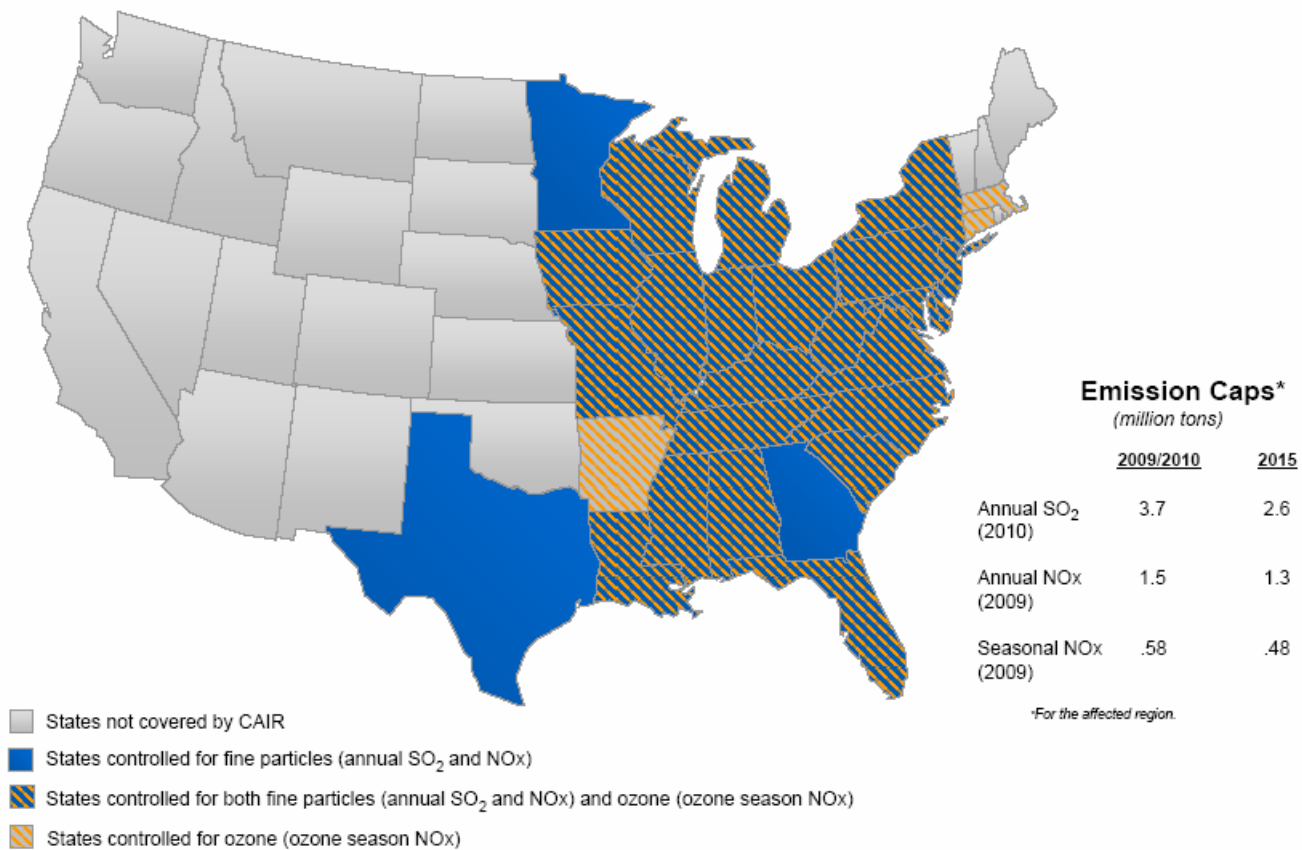 Emission Caps*
(million tons)
2009/2010 2015
Annual SO2 3.7 2.6
(2010)
Annual NOx 1.5 1.3
(2009)
Seasonal NOx .58 .48
(2009)
*For the affected region.
States not covered by CAIR
States controlled for fine particles (annual SO2 and NOx)
States controlled for both fine particles (annual SO2 and NOx) and ozone (ozone season NOx)
States controlled for ozone (ozone season NOx)